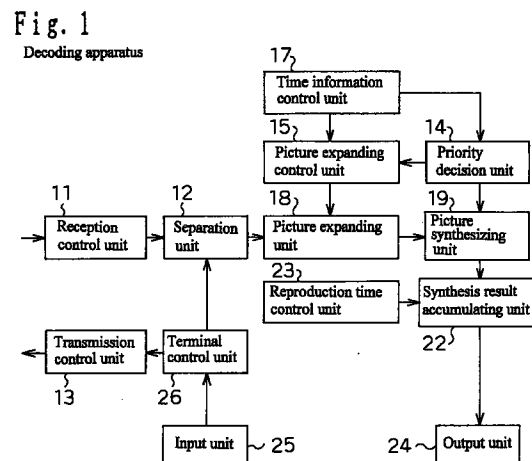 Fig. 1
Decoding apparatus
17
Time information
control unit
15
Picture expanding
control unit
14
Priority
decision unit
11
Reception
control unit
12
Separation
unit
18
Picture expanding
unit
19
Picture
synthesizing
unit
23
Reproduction time
control unit
Synthesis result
accumulating unit
22
Transmission
control unit
13
Terminal
control unit
26
Input unit
25
24
Output unit